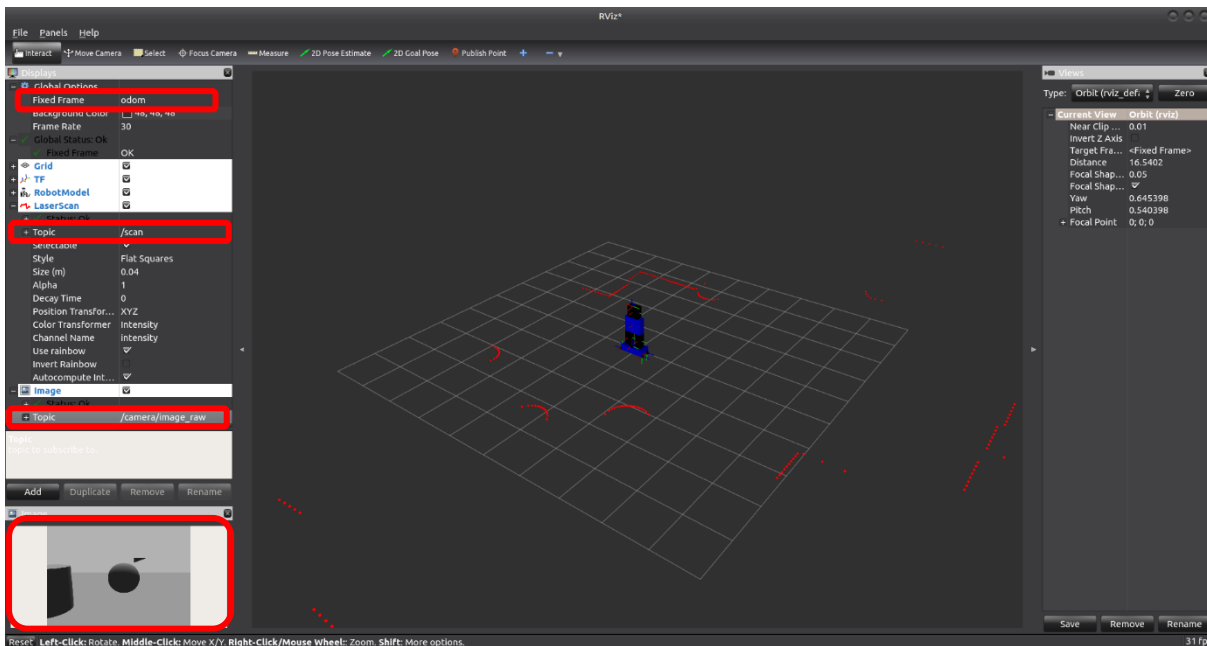 RViz*
File Panels Help
Interact Move Camera Select Focus Camera Measure 2D Pose Estimate 2D Goal Pose Publish Point
Displays
Global Options
Fixed Frame odom
Background Color 48; 48; 48
Frame Rate 30
Global Status: Ok
Fixed Frame OK
Grid
TF
RobotModel
LaserScan
Status: Ok
Topic /scan
Selectable
Style Flat Squares
Size (m) 0.04
Alpha 1
Decay Time 0
Position Transfor... XYZ
Color Transformer Intensity
Channel Name intensity
Use rainbow
Invert Rainbow
Autocompute Int...
Image
Status: Ok
Topic /camera/image_raw
Topic
topic to subscribe to.
Add Duplicate Remove Rename
Image
Views
Type: Orbit (rviz_defa Zero
Current View Orbit (rviz)
Near Clip ... 0.01
Invert Z Axis
Target Fra... <Fixed Frame>
Distance 16.5402
Focal Shap... 0.05
Focal Shap...
Yaw 0.645398
Pitch 0.540398
Focal Point 0; 0; 0
Save Remove Rename
Reset Left-Click: Rotate. Middle-Click: Move X/Y. Right-Click/Mouse Wheel:: Zoom. Shift: More options.
31 fp